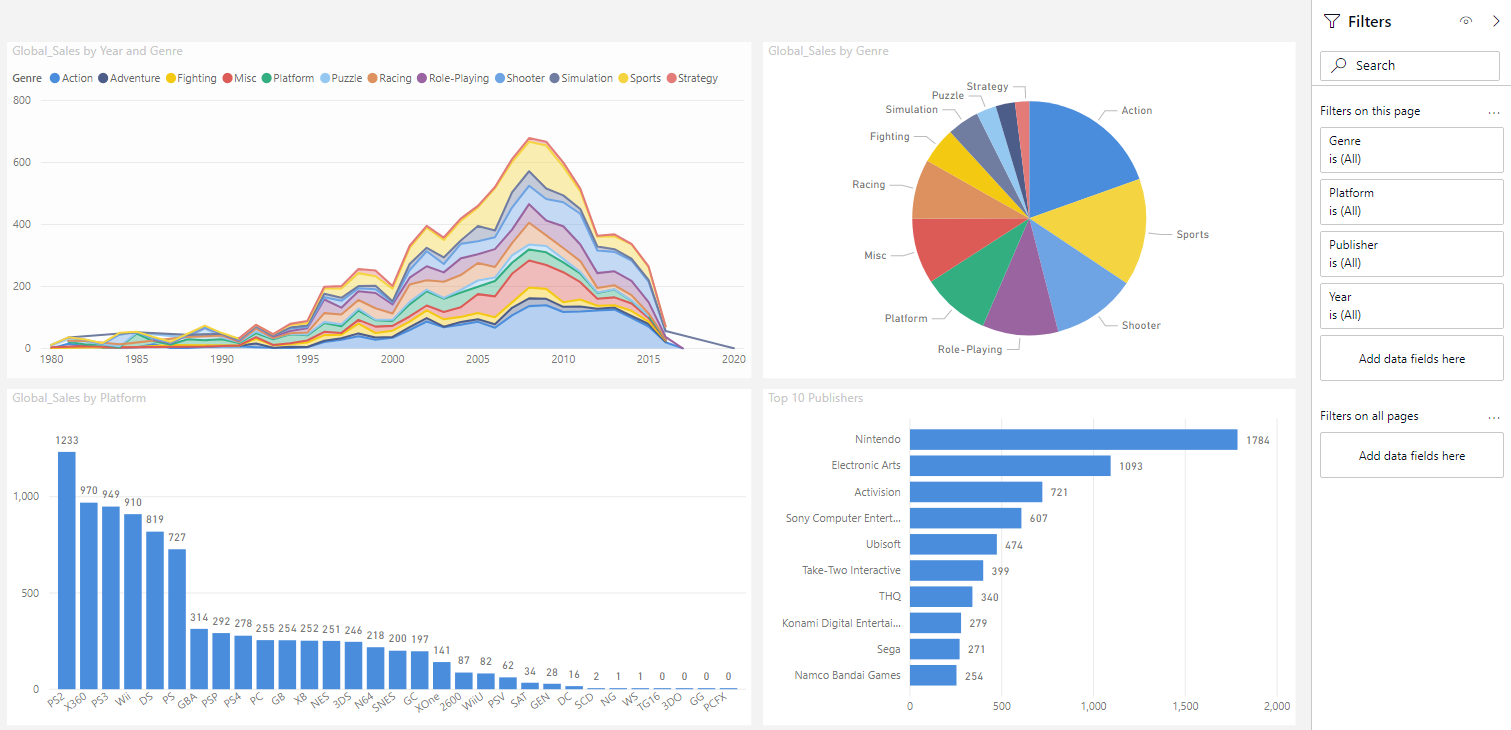 Global_Sales by Year and Genre
Genre Action Adventure Fighting Misc Platform Puzzle Racing Role-Playing Shooter Simulation Sports Strategy
800
600
400
200
0
1980 1985 1990 1995 2000 2005 2010 2015 2020
Global_Sales by Genre
Strategy
Puzzle
Action
Simulation
Fighting
Racing
Sports
Misc
Platform
Shooter
Role-Playing
Global_Sales by Platform
1233
970
949
910
819
727
314 292 278 255 254 252 251 246 218 200 197 141 87 82 62 34 28 16 2 1 1 0 0 0 0
1,000
500
0
PS2 X360 PS3 Wii DS PS GBA PSP PS4 PC GB XB NES 3DS N64 SNES GC XOne 2600 WiiU PSV SAT GEN DC SCD NG WS TG16 3DO GG PCFX
Top 10 Publishers
Nintendo 1784
Electronic Arts 1093
Activision 721
Sony Computer Entert... 607
Ubisoft 474
Take-Two Interactive 399
THQ 340
Konami Digital Entertai... 279
Sega 271
Namco Bandai Games 254
0 500 1,000 1,500 2,000
Filters
Search
Filters on this page ...
Genre
is (All)
Platform
is (All)
Publisher
is (All)
Year
is (All)
Add data fields here
Filters on all pages ...
Add data fields here